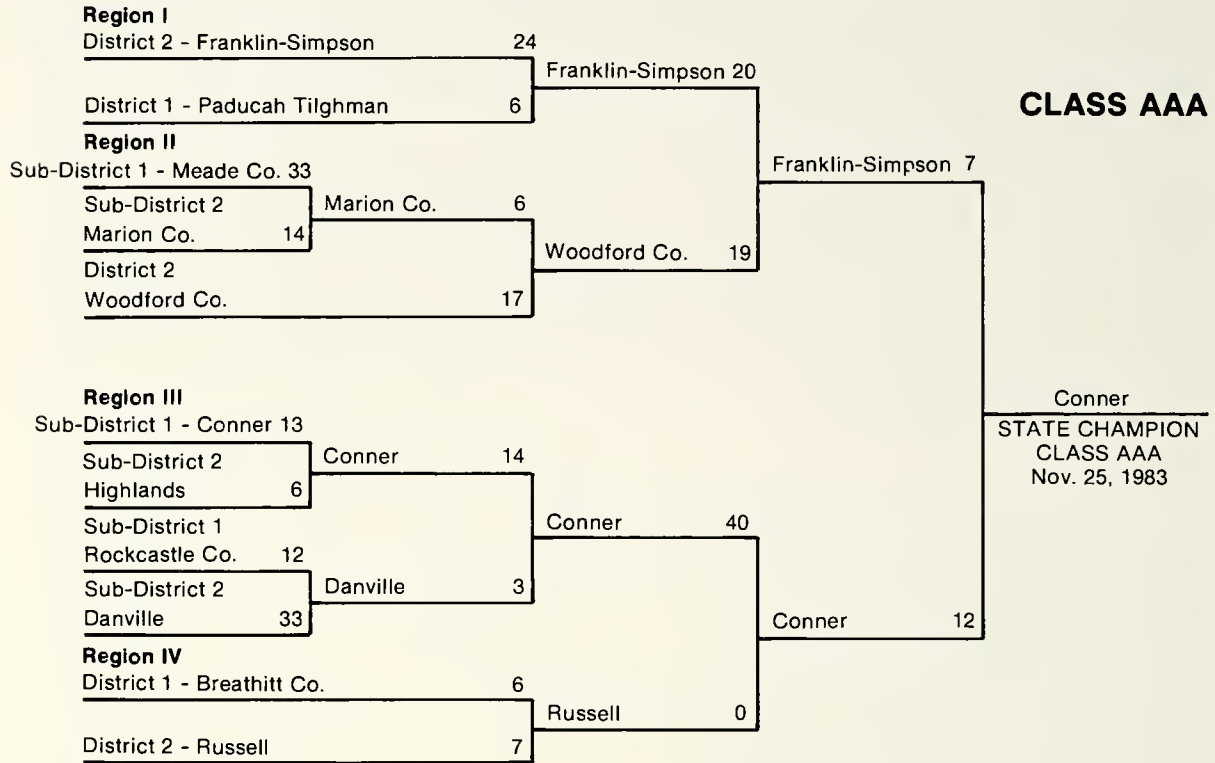 Region I
District 2 - Franklin-Simpson 24
Franklin-Simpson 20
District 1 - Paducah Tilghman 6
CLASS AAA
Region II
Sub-District 1 - Meade Co. 33
Franklin-Simpson 7
Sub-District 2
Marion Co. 14
Marion Co. 6
Woodford Co. 19
District 2
Woodford Co. 17
Region III
Sub-District 1 - Conner 13
Sub-District 2
Highlands 6
Conner 14
Conner 40
Sub-District 1
Rockcastle Co. 12
Sub-District 2
Danville 33
Danville 3
Conner 12
Region IV
District 1 - Breathitt Co. 6
Russell 0
District 2 - Russell 7
Conner
STATE CHAMPION
CLASS AAA
Nov. 25, 1983